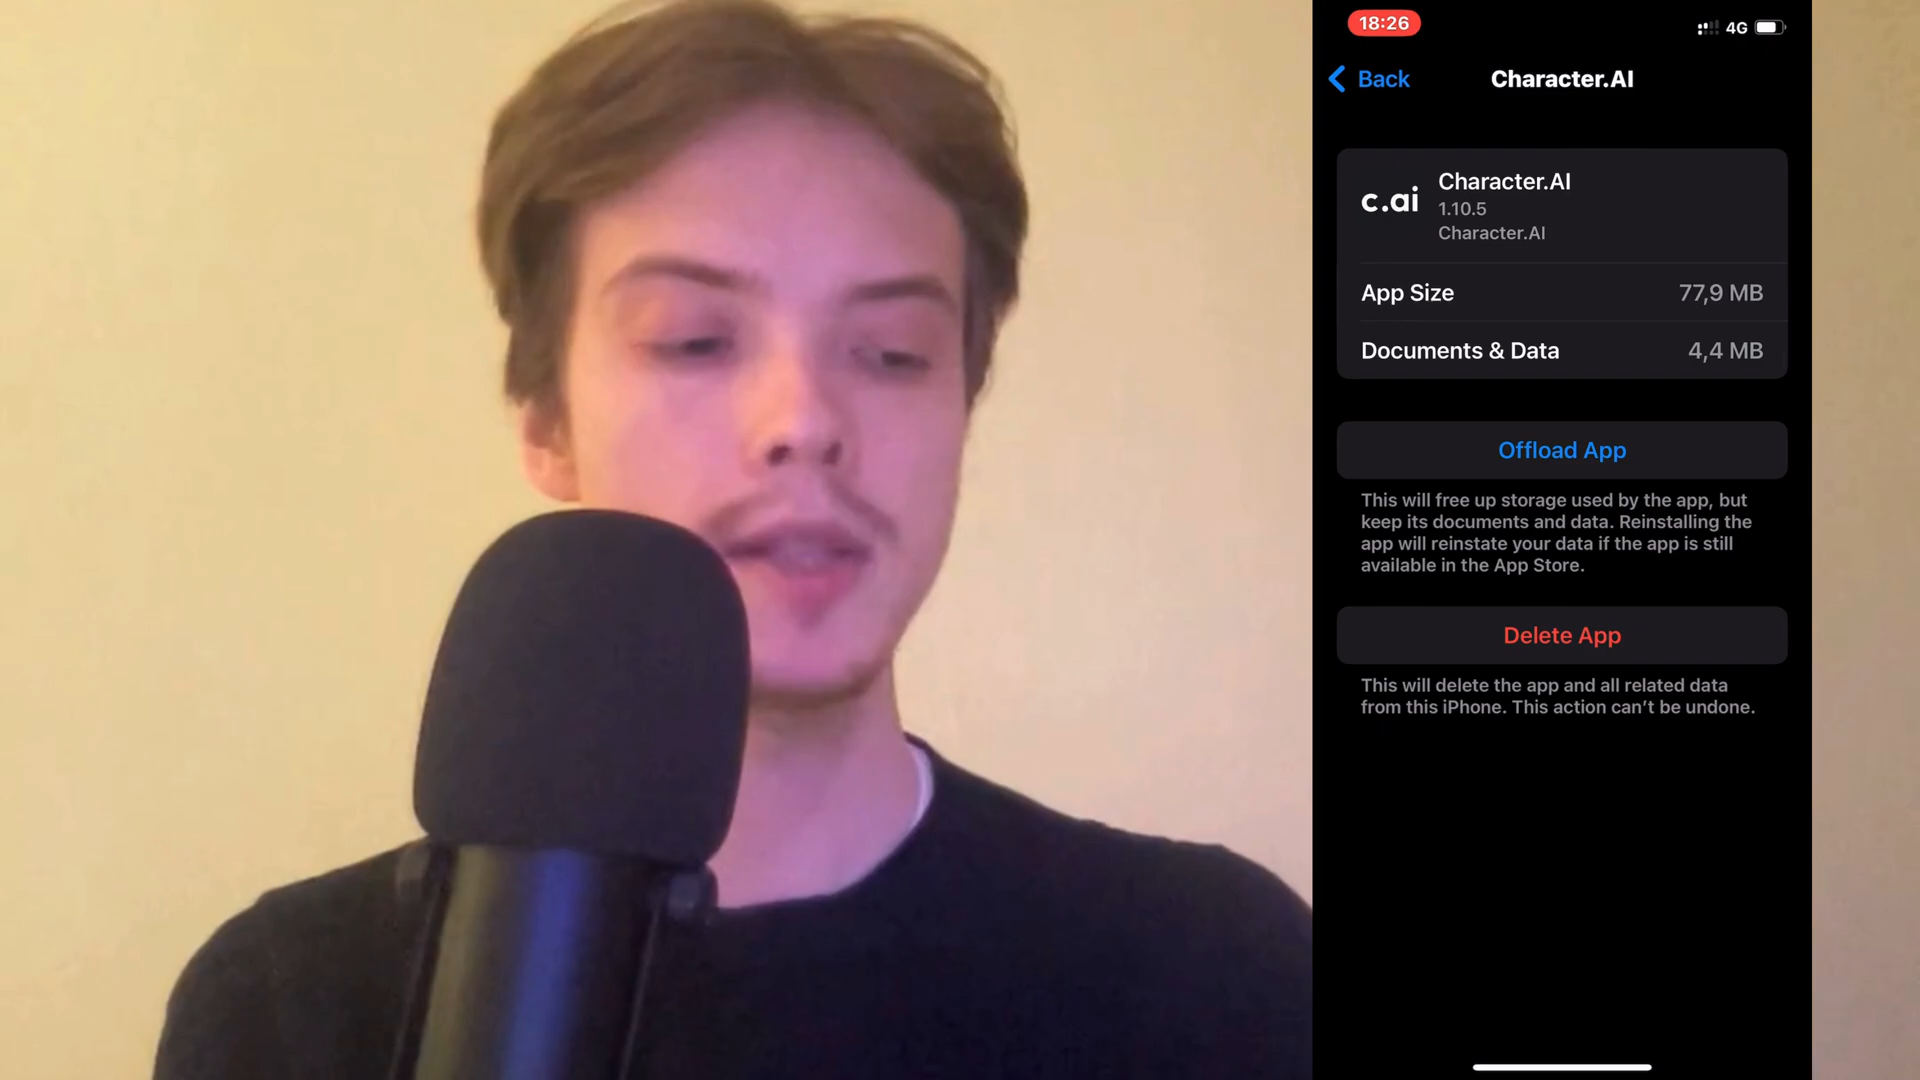 18:26
4G
Back
Character.AI
c.ai
Character.AI
1.10.5
Character.AI
App Size
77,9 MB
Documents & Data
4,4 MB
Offload App
This will free up storage used by the app, but
keep its documents and data. Reinstalling the
app will reinstate your data if the app is still
available in the App Store.
Delete App
This will delete the app and all related data
from this iPhone. This action can't be undone.